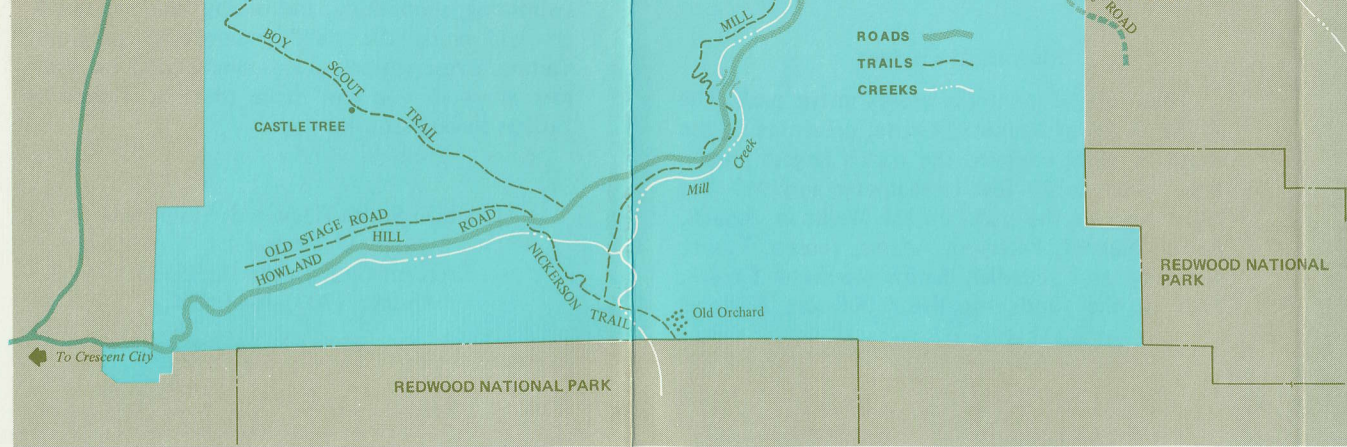 MILL
ROAD
ROADS
TRAILS
CREEKS
BOY SCOUT TRAIL
CASTLE TREE
Mill Creek
OLD STAGE ROAD
HOWLAND HILL ROAD
NICKERSON TRAIL
Old Orchard
REDWOOD NATIONAL
PARK
To Crescent City
REDWOOD NATIONAL PARK